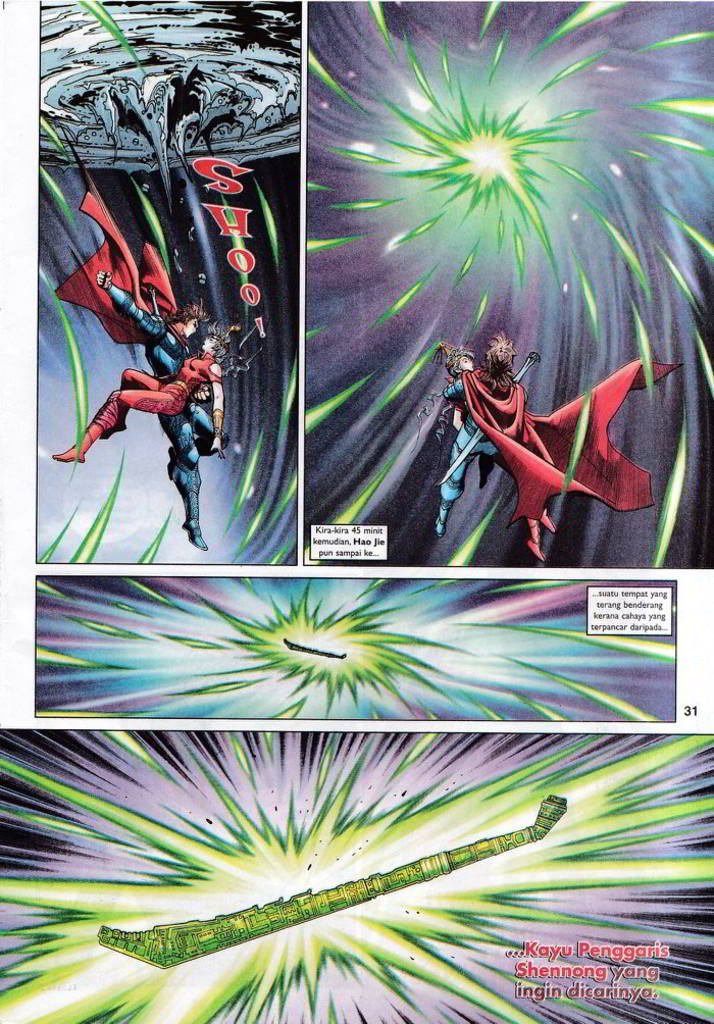 SHOO!
Kira-kira 45 minit
kemudian, Hao Jie
pun sampai ke...
...suatu tempat yang
terang benderang
kerana cahaya yang
terpancar daripada...
31
...Kayu Penggaris
Shennong yang
ingin dicarinya.